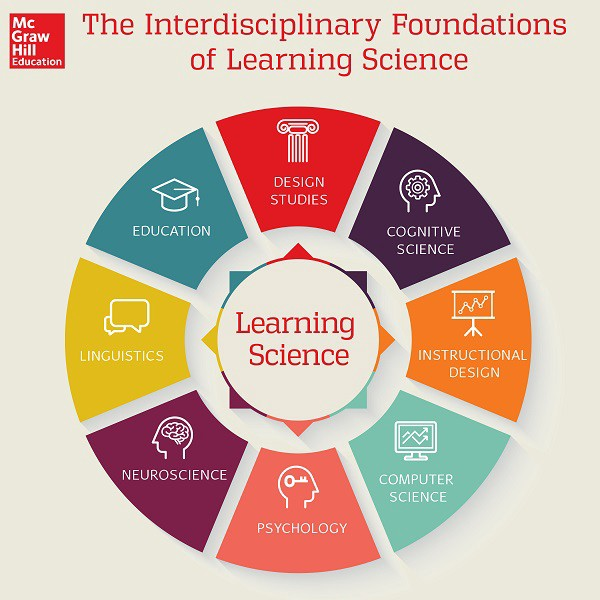 Mc
Graw
Hill
Education
The Interdisciplinary Foundations
of Learning Science
DESIGN
STUDIES
COGNITIVE
SCIENCE
INSTRUCTIONAL
DESIGN
COMPUTER
SCIENCE
PSYCHOLOGY
NEUROSCIENCE
LINGUISTICS
EDUCATION
Learning
Science